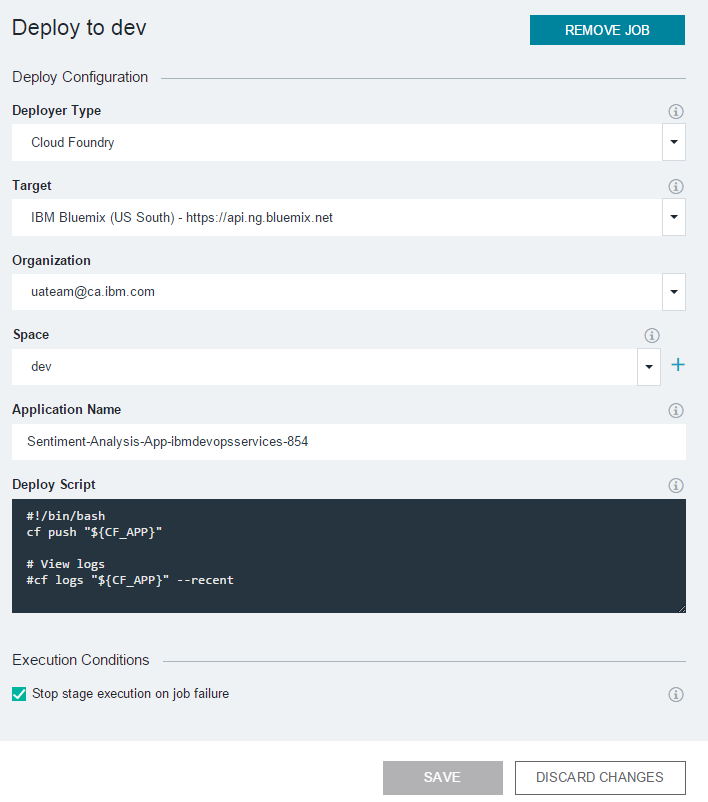 Deploy to dev
REMOVE JOB
Deploy Configuration
Deployer Type
Cloud Foundry
Target
IBM Bluemix (US South) - https://api.ng.bluemix.net
Organization
uateam@ca.ibm.com
Space
dev
Application Name
Sentiment-Analysis-App-ibmdevopsservices-854
Deploy Script
#!/bin/bash
cf push "${CF_APP}"
# View logs
#cf logs "${CF_APP}" --recent
Execution Conditions
Stop stage execution on job failure
SAVE
DISCARD CHANGES